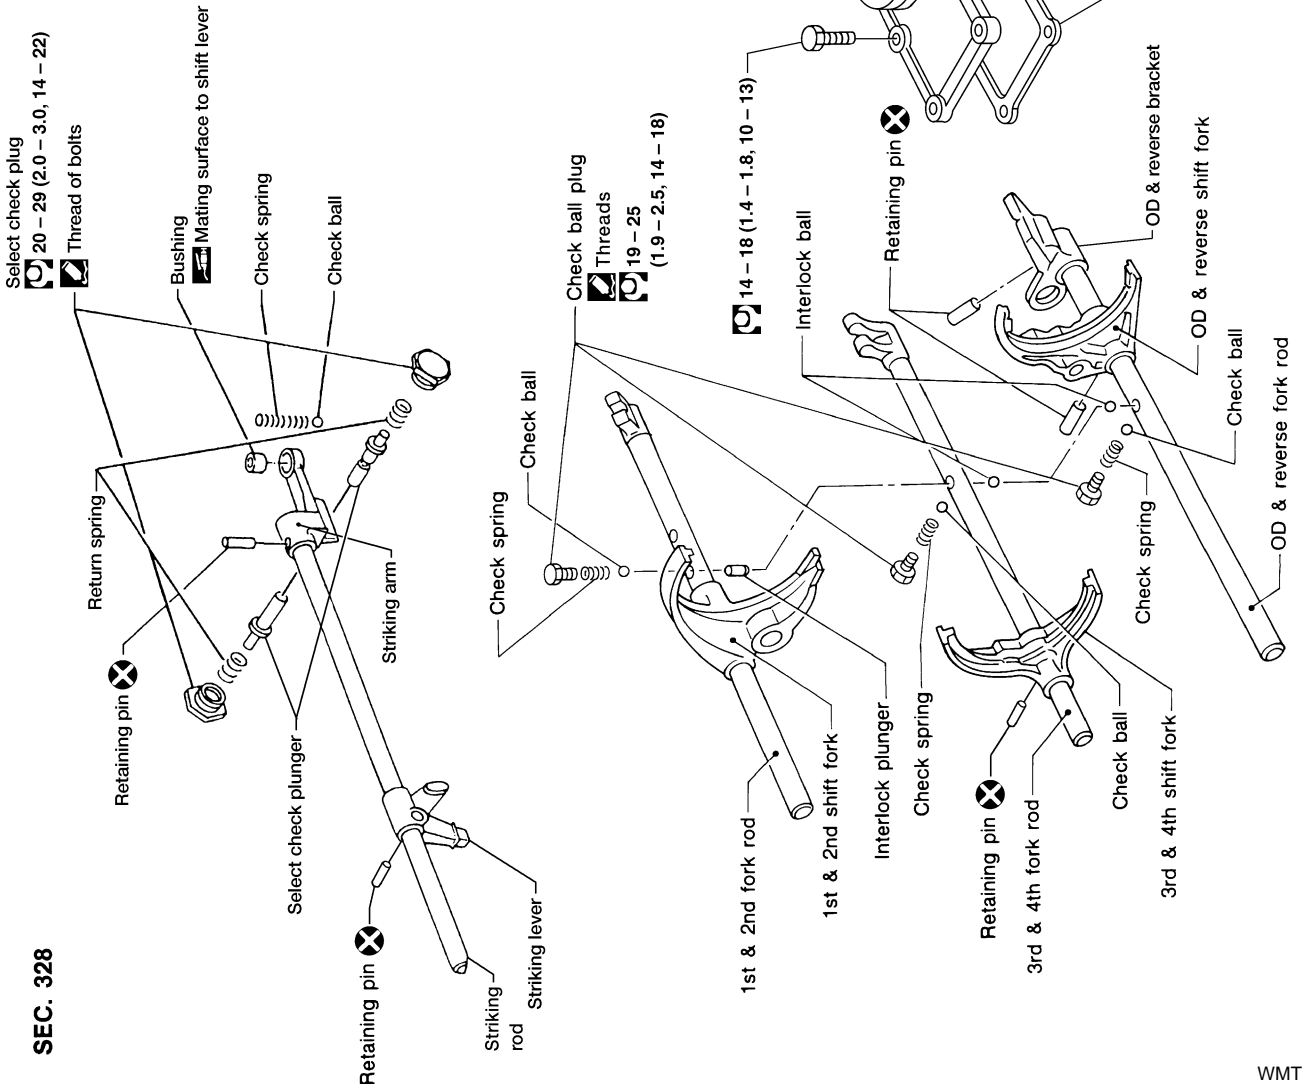 SEC. 328
Select check plug
20 – 29 (2.0 – 3.0, 14 – 22)
Thread of bolts
Bushing
Mating surface to shift lever
Check spring
Check ball
Return spring
Retaining pin
Striking arm
Select check plunger
Retaining pin
Striking
rod
Striking lever
Check ball plug
Threads
19 – 25
(1.9 – 2.5, 14 – 18)
Check ball
Check spring
14 – 18 (1.4 – 1.8, 10 – 13)
Interlock ball
Retaining pin
OD & reverse bracket
OD & reverse shift fork
Check ball
OD & reverse fork rod
Check spring
1st & 2nd fork rod
1st & 2nd shift fork
Interlock plunger
Check spring
Retaining pin
3rd & 4th fork rod
Check ball
3rd & 4th shift fork
WMT